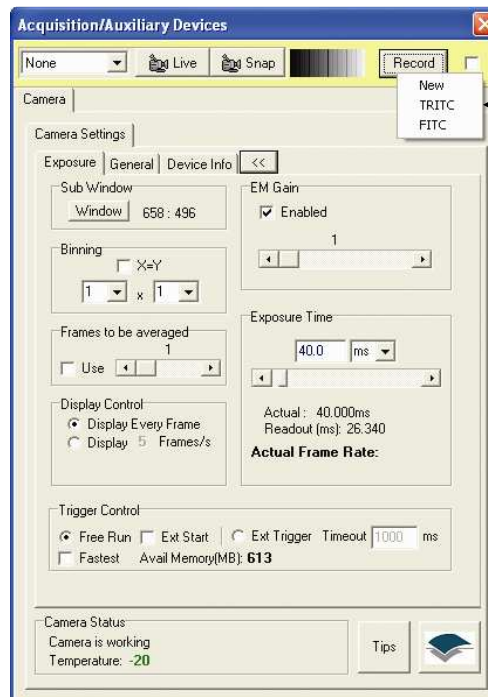 Acquisition/Auxiliary Devices
None Live Snap Record
New
TRITC
FITC
Camera
Camera Settings
Exposure General Device Info <<
Sub Window
Window 658 : 496
Binning
X=Y
1 x 1
Frames to be averaged
1
Use
Display Control
Display Every Frame
Display 5 Frames/s
EM Gain
Enabled
1
Exposure Time
40.0 ms
Actual : 40.000ms
Readout (ms): 26.340
Actual Frame Rate:
Trigger Control
Free Run Ext Start Ext Trigger Timeout 1000 ms
Fastest Avail Memory(MB): 613
Camera Status
Camera is working
Temperature: -20
Tips